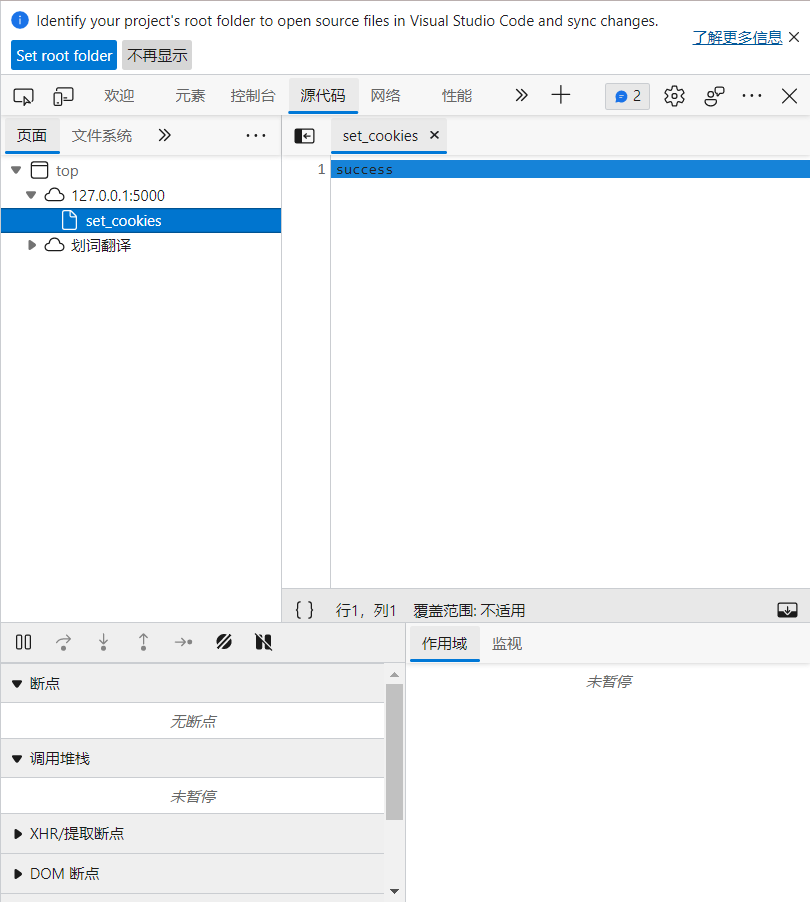 Identify your project's root folder to open source files in Visual Studio Code and sync changes.
了解更多信息
Set root folder 不再显示
欢迎 元素 控制台 源代码 网络 性能 2
页面 文件系统 set_cookies
top
127.0.0.1:5000
set_cookies
划词翻译
1 success
{ } 行1，列1 覆盖范围: 不适用
作用域 监视
断点
无断点
调用堆栈
未暂停
XHR/提取断点
DOM 断点
未暂停